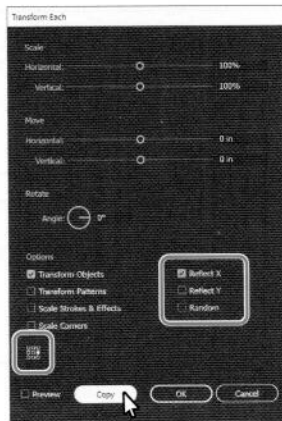 Transform Each
Scale
Horizontal: 100%
Vertical: 100%
Move
Horizontal: 0 in
Vertical: 0 in
Rotate
Angle: 0°
Options
Transform Objects Reflect X
Transform Patterns Reflect Y
Scale Strokes & Effects Random
Scale Corners
Preview Copy OK Cancel